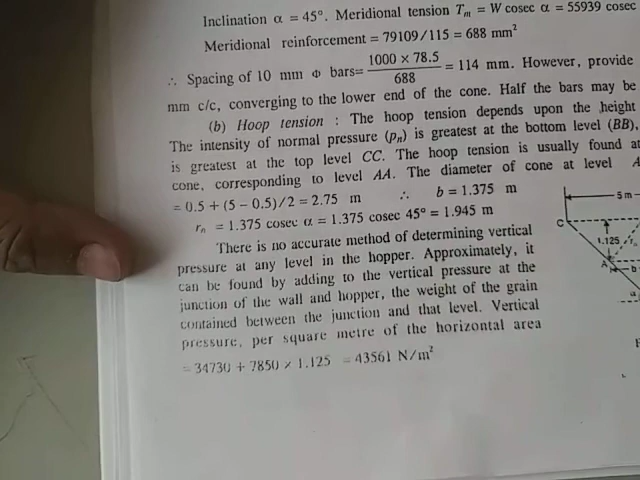 Inclination α = 45°. Meridional tension Tm = W cosec α = 55939 cosec
Meridional reinforcement = 79109/115 = 688 mm²
∴ Spacing of 10 mm Φ bars= 1000 × 78.5 / 688 = 114 mm. However, provide
mm c/c, converging to the lower end of the cone. Half the bars may be
(b) Hoop tension : The hoop tension depends upon the height
The intensity of normal pressure (pn) is greatest at the bottom level (BB),
is greatest at the top level CC. The hoop tension is usually found at
cone, corresponding to level AA. The diameter of cone at level A
= 0.5 + (5 – 0.5)/2 = 2.75 m ∴ b = 1.375 m
rn = 1.375 cosec α = 1.375 cosec 45° = 1.945 m
There is no accurate method of determining vertical
pressure at any level in the hopper. Approximately, it
can be found by adding to the vertical pressure at the
junction of the wall and hopper, the weight of the grain
contained between the junction and that level. Vertical
pressure, per square metre of the horizontal area
= 34730 + 7850 × 1.125 = 43561 N/m²
5 m
C
1.125
rn
A
b
a